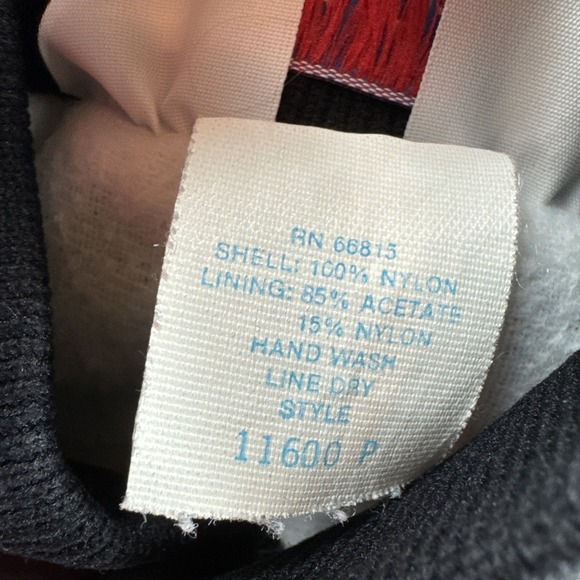 RN 66813
SHELL: 100% NYLON
LINING: 85% ACETATE
15% NYLON
HAND WASH
LINE DRY
STYLE
11600 P